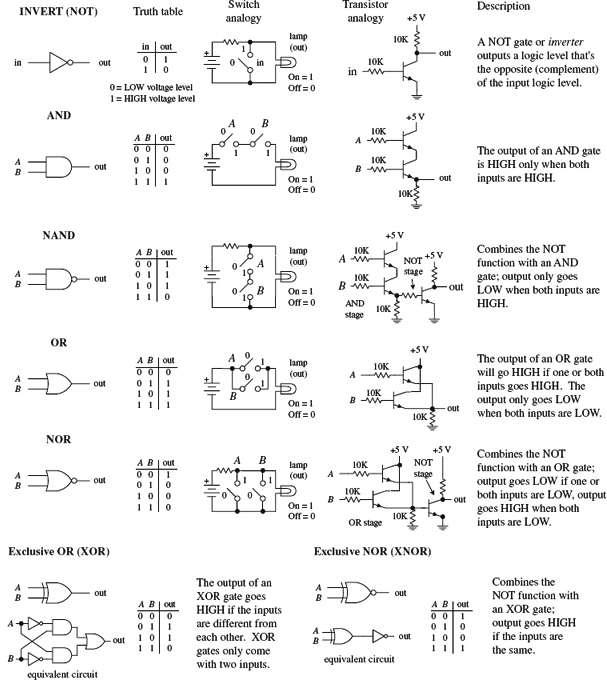 INVERT (NOT)
Truth table
Switch
analogy
Transistor
analogy
Description
in
out
in out
0 1
1 0
0 = LOW voltage level
1 = HIGH voltage level
lamp
(out)
1
0 in
On = 1
Off = 0
+5 V
10K
out
in
10K
A NOT gate or inverter
outputs a logic level that's
the opposite (complement)
of the input logic level.
AND
A
B
out
A B out
0 0 0
0 1 0
1 0 0
1 1 1
A B
0 0
1 1
lamp
(out)
On = 1
Off = 0
+5 V
10K
A
10K
B
out
10K
The output of an AND gate
is HIGH only when both
inputs are HIGH.
NAND
A
B
out
A B out
0 0 1
0 1 1
1 0 1
1 1 0
1
0 A
1
0 B
lamp
(out)
On = 1
Off = 0
+5 V
10K
A
10K
B
NOT
stage
+5 V
out
AND
stage
10K
Combines the NOT
function with an AND
gate; output only goes
LOW when both inputs are
HIGH.
OR
A
B
out
A B out
0 0 0
0 1 1
1 0 1
1 1 1
A 0
1
0
B 1
lamp
(out)
On = 1
Off = 0
+5 V
10K
A
10K
B
out
10K
The output of an OR gate
will go HIGH if one or both
inputs goes HIGH. The
output only goes LOW
when both inputs are LOW.
NOR
A
B
out
A B out
0 0 1
0 1 0
1 0 0
1 1 0
A B
1 1
0 0
lamp
(out)
On = 1
Off = 0
+5 V
NOT
stage
+5 V
10K
A
10K
B
out
OR stage
10K
Combines the NOT
function with an OR gate;
output goes LOW if one or
both inputs are LOW, output
goes HIGH when both
inputs are LOW.
Exclusive OR (XOR)
A
B
out
A
B
out
equivalent circuit
A B out
0 0 0
0 1 1
1 0 1
1 1 0
The output of an
XOR gate goes
HIGH if the inputs
are different from
each other. XOR
gates only come
with two inputs.
Exclusive NOR (XNOR)
A
B
out
A
B
out
equivalent circuit
A B out
0 0 1
0 1 0
1 0 0
1 1 1
Combines the
NOT function with
an XOR gate;
output goes HIGH
if the inputs are
the same.